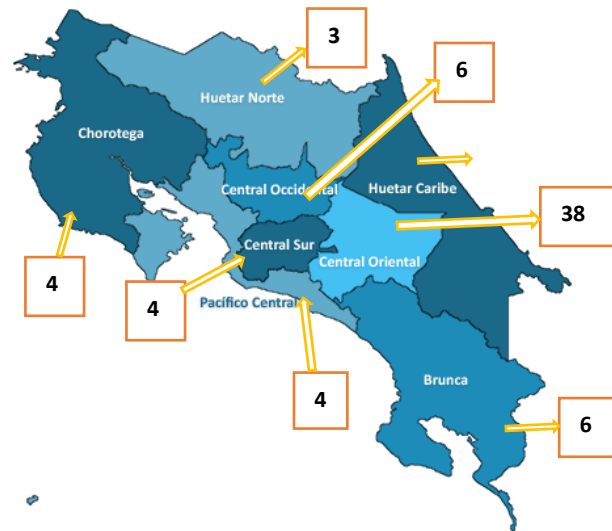 3
6
Huetar Norte
Chorotega
Central Occidental
Huetar Caribe
38
Central Sur
Central Oriental
4
4
Pacífico Central
4
Brunca
6